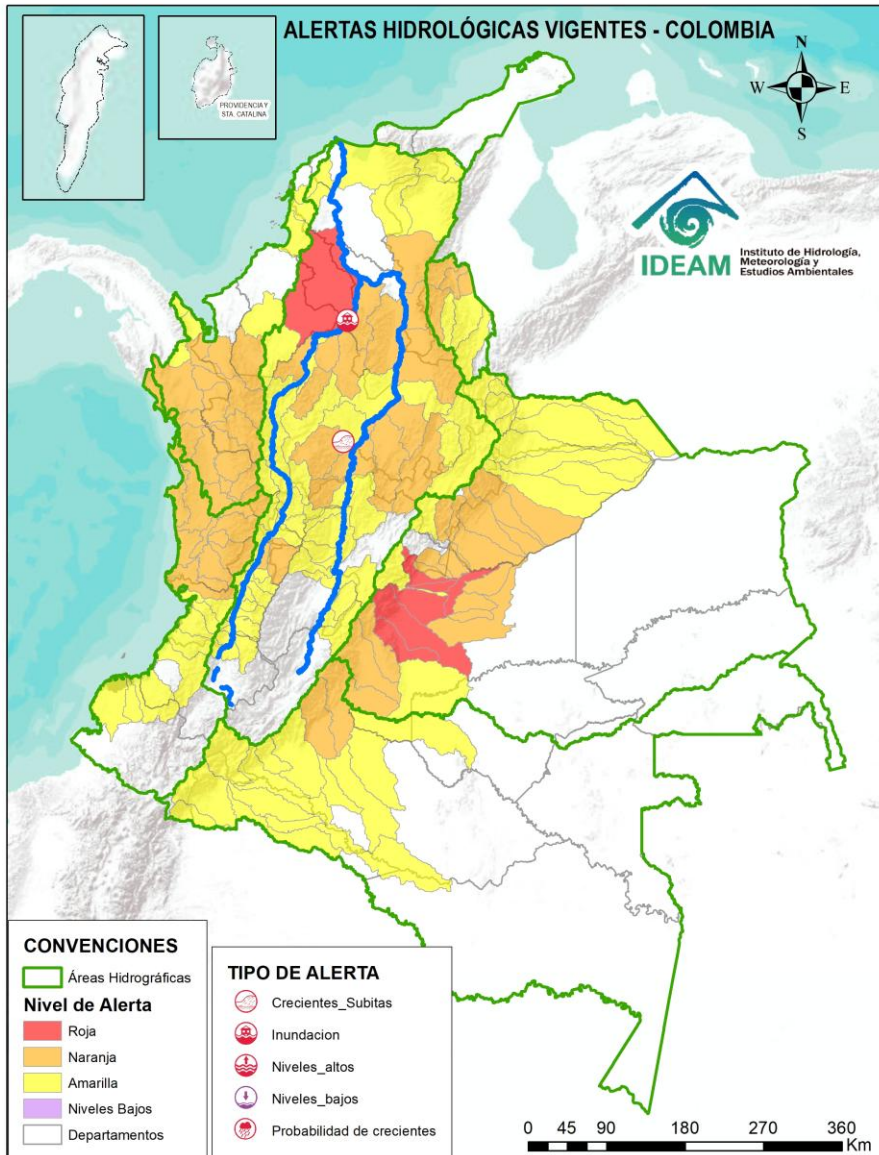 ALERTAS HIDROLÓGICAS VIGENTES - COLOMBIA
PROVIDENCIA Y
STA. CATALINA
N
W
E
S
IDEAM
Instituto de Hidrología,
Meteorología y
Estudios Ambientales
CONVENCIONES
Áreas Hidrográficas
Nivel de Alerta
Roja
Naranja
Amarilla
Niveles Bajos
Departamentos
TIPO DE ALERTA
Crecientes_Subitas
Inundacion
Niveles_altos
Niveles_bajos
Probabilidad de crecientes
0 45 90 180 270 360
Km